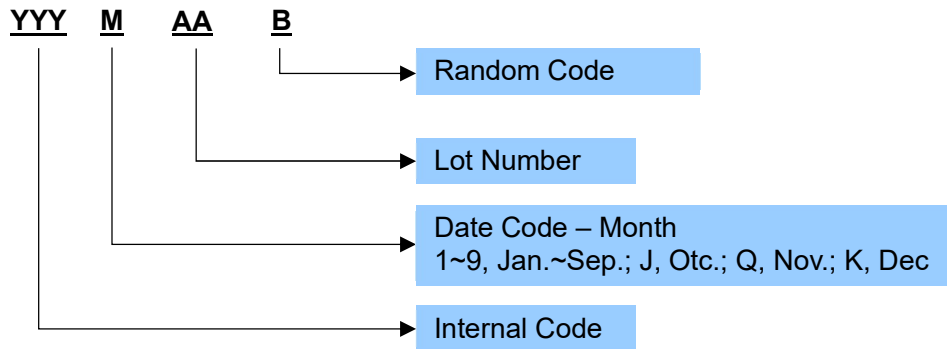 YYY M AA B
Random Code
Lot Number
Date Code – Month
1~9, Jan.~Sep.; J, Otc.; Q, Nov.; K, Dec
Internal Code